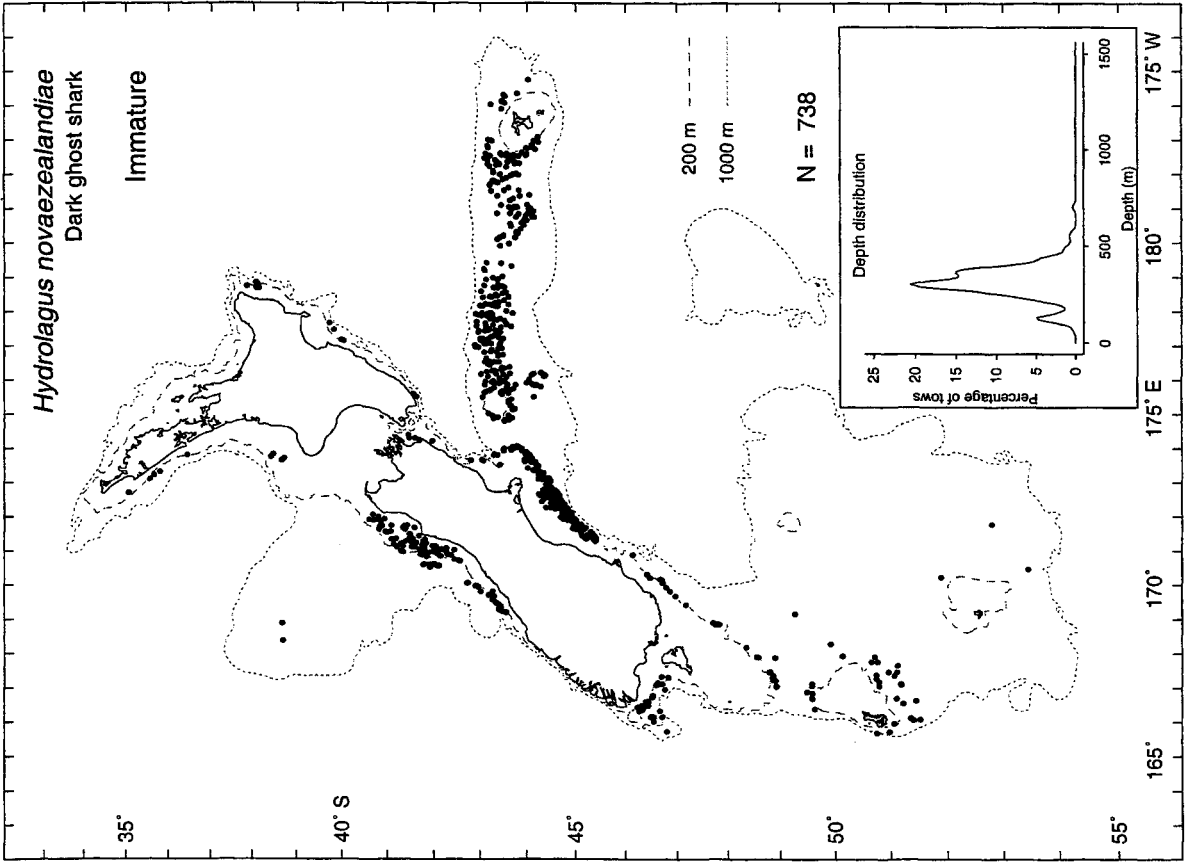 Hydrolagus novaezealandiae
Dark ghost shark
Immature
35°
40° S
45°
50°
55°
165°
170°
175° E
180°
175° W
200 m
1000 m
N = 738
Depth distribution
Percentage of tows
25
20
15
10
5
0
0
500
1000
1500
Depth (m)